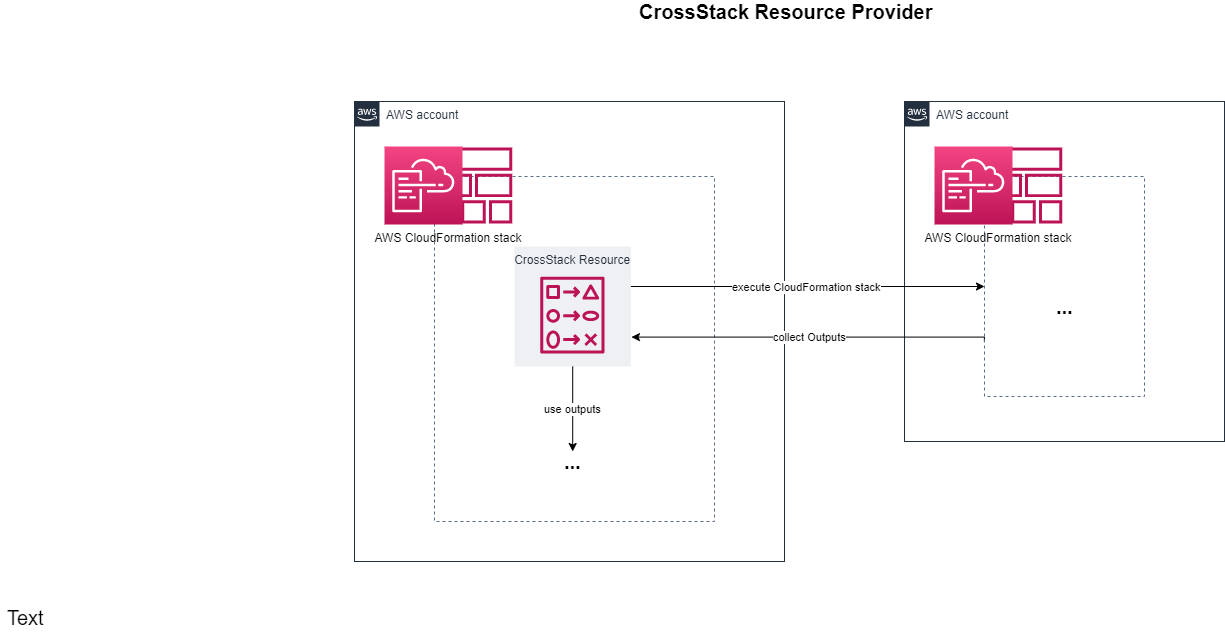 CrossStack Resource Provider
aws
AWS account
AWS CloudFormation stack
CrossStack Resource
use outputs
...
execute CloudFormation stack
collect Outputs
aws
AWS account
AWS CloudFormation stack
...
Text